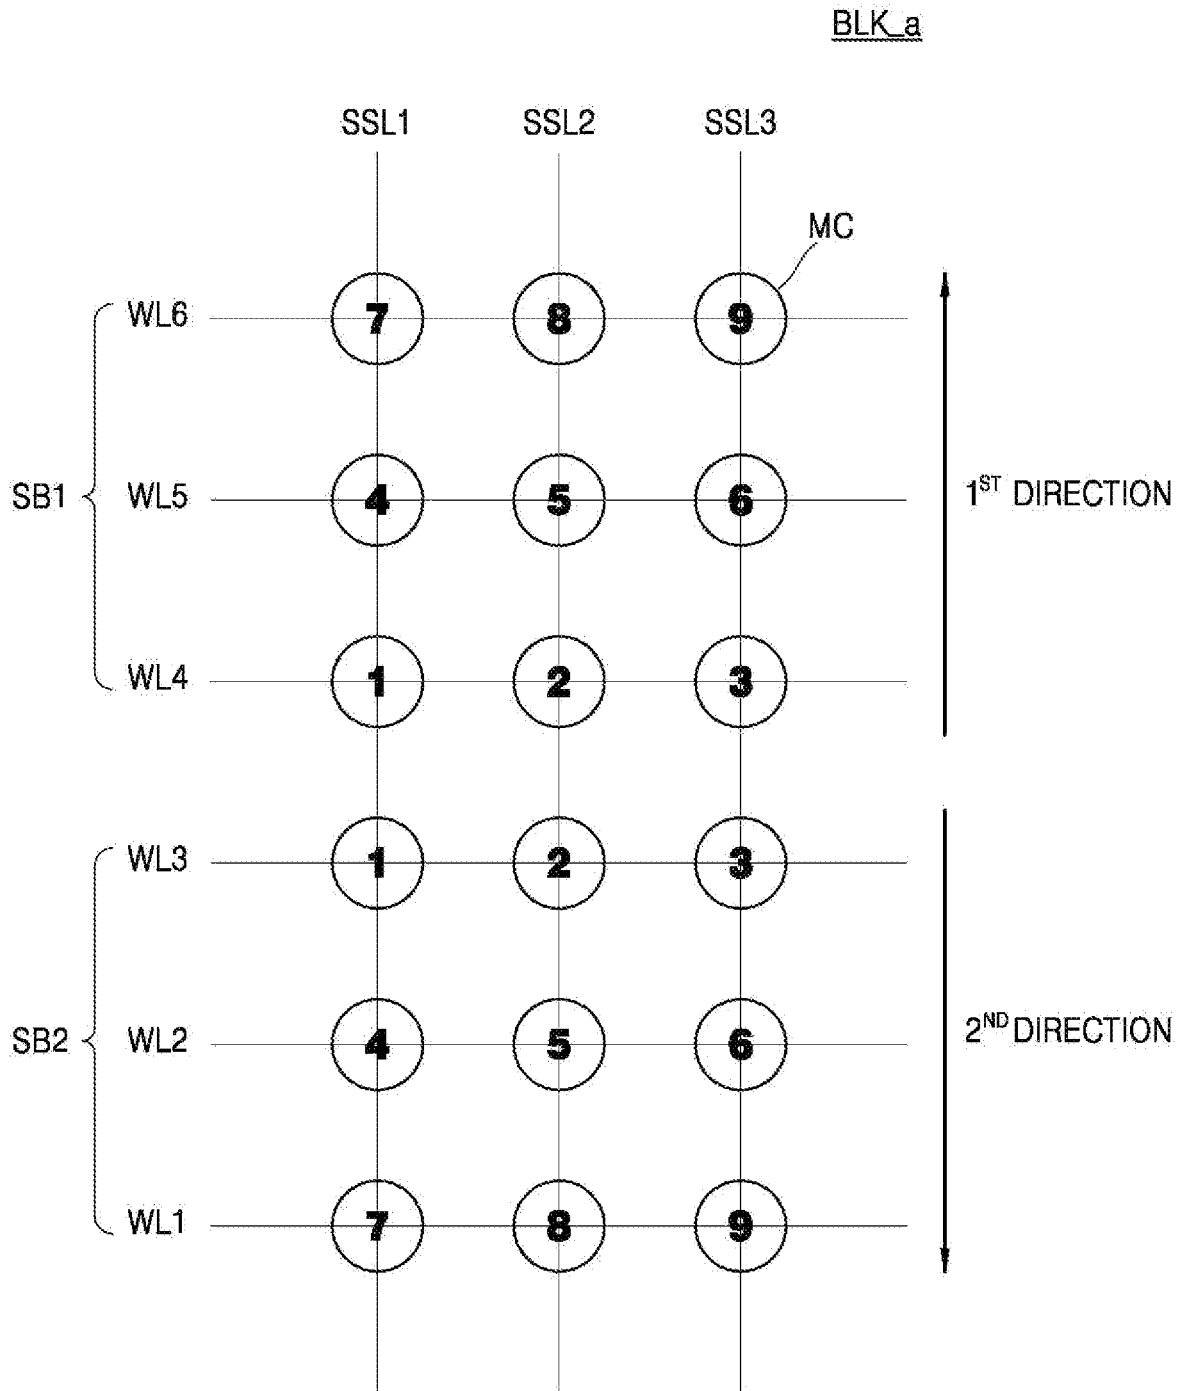 BLK_a
SSL1 SSL2 SSL3
MC
WL6 7 8 9
SB1 WL5 4 5 6 1ST DIRECTION
WL4 1 2 3
WL3 1 2 3
SB2 WL2 4 5 6 2ND DIRECTION
WL1 7 8 9